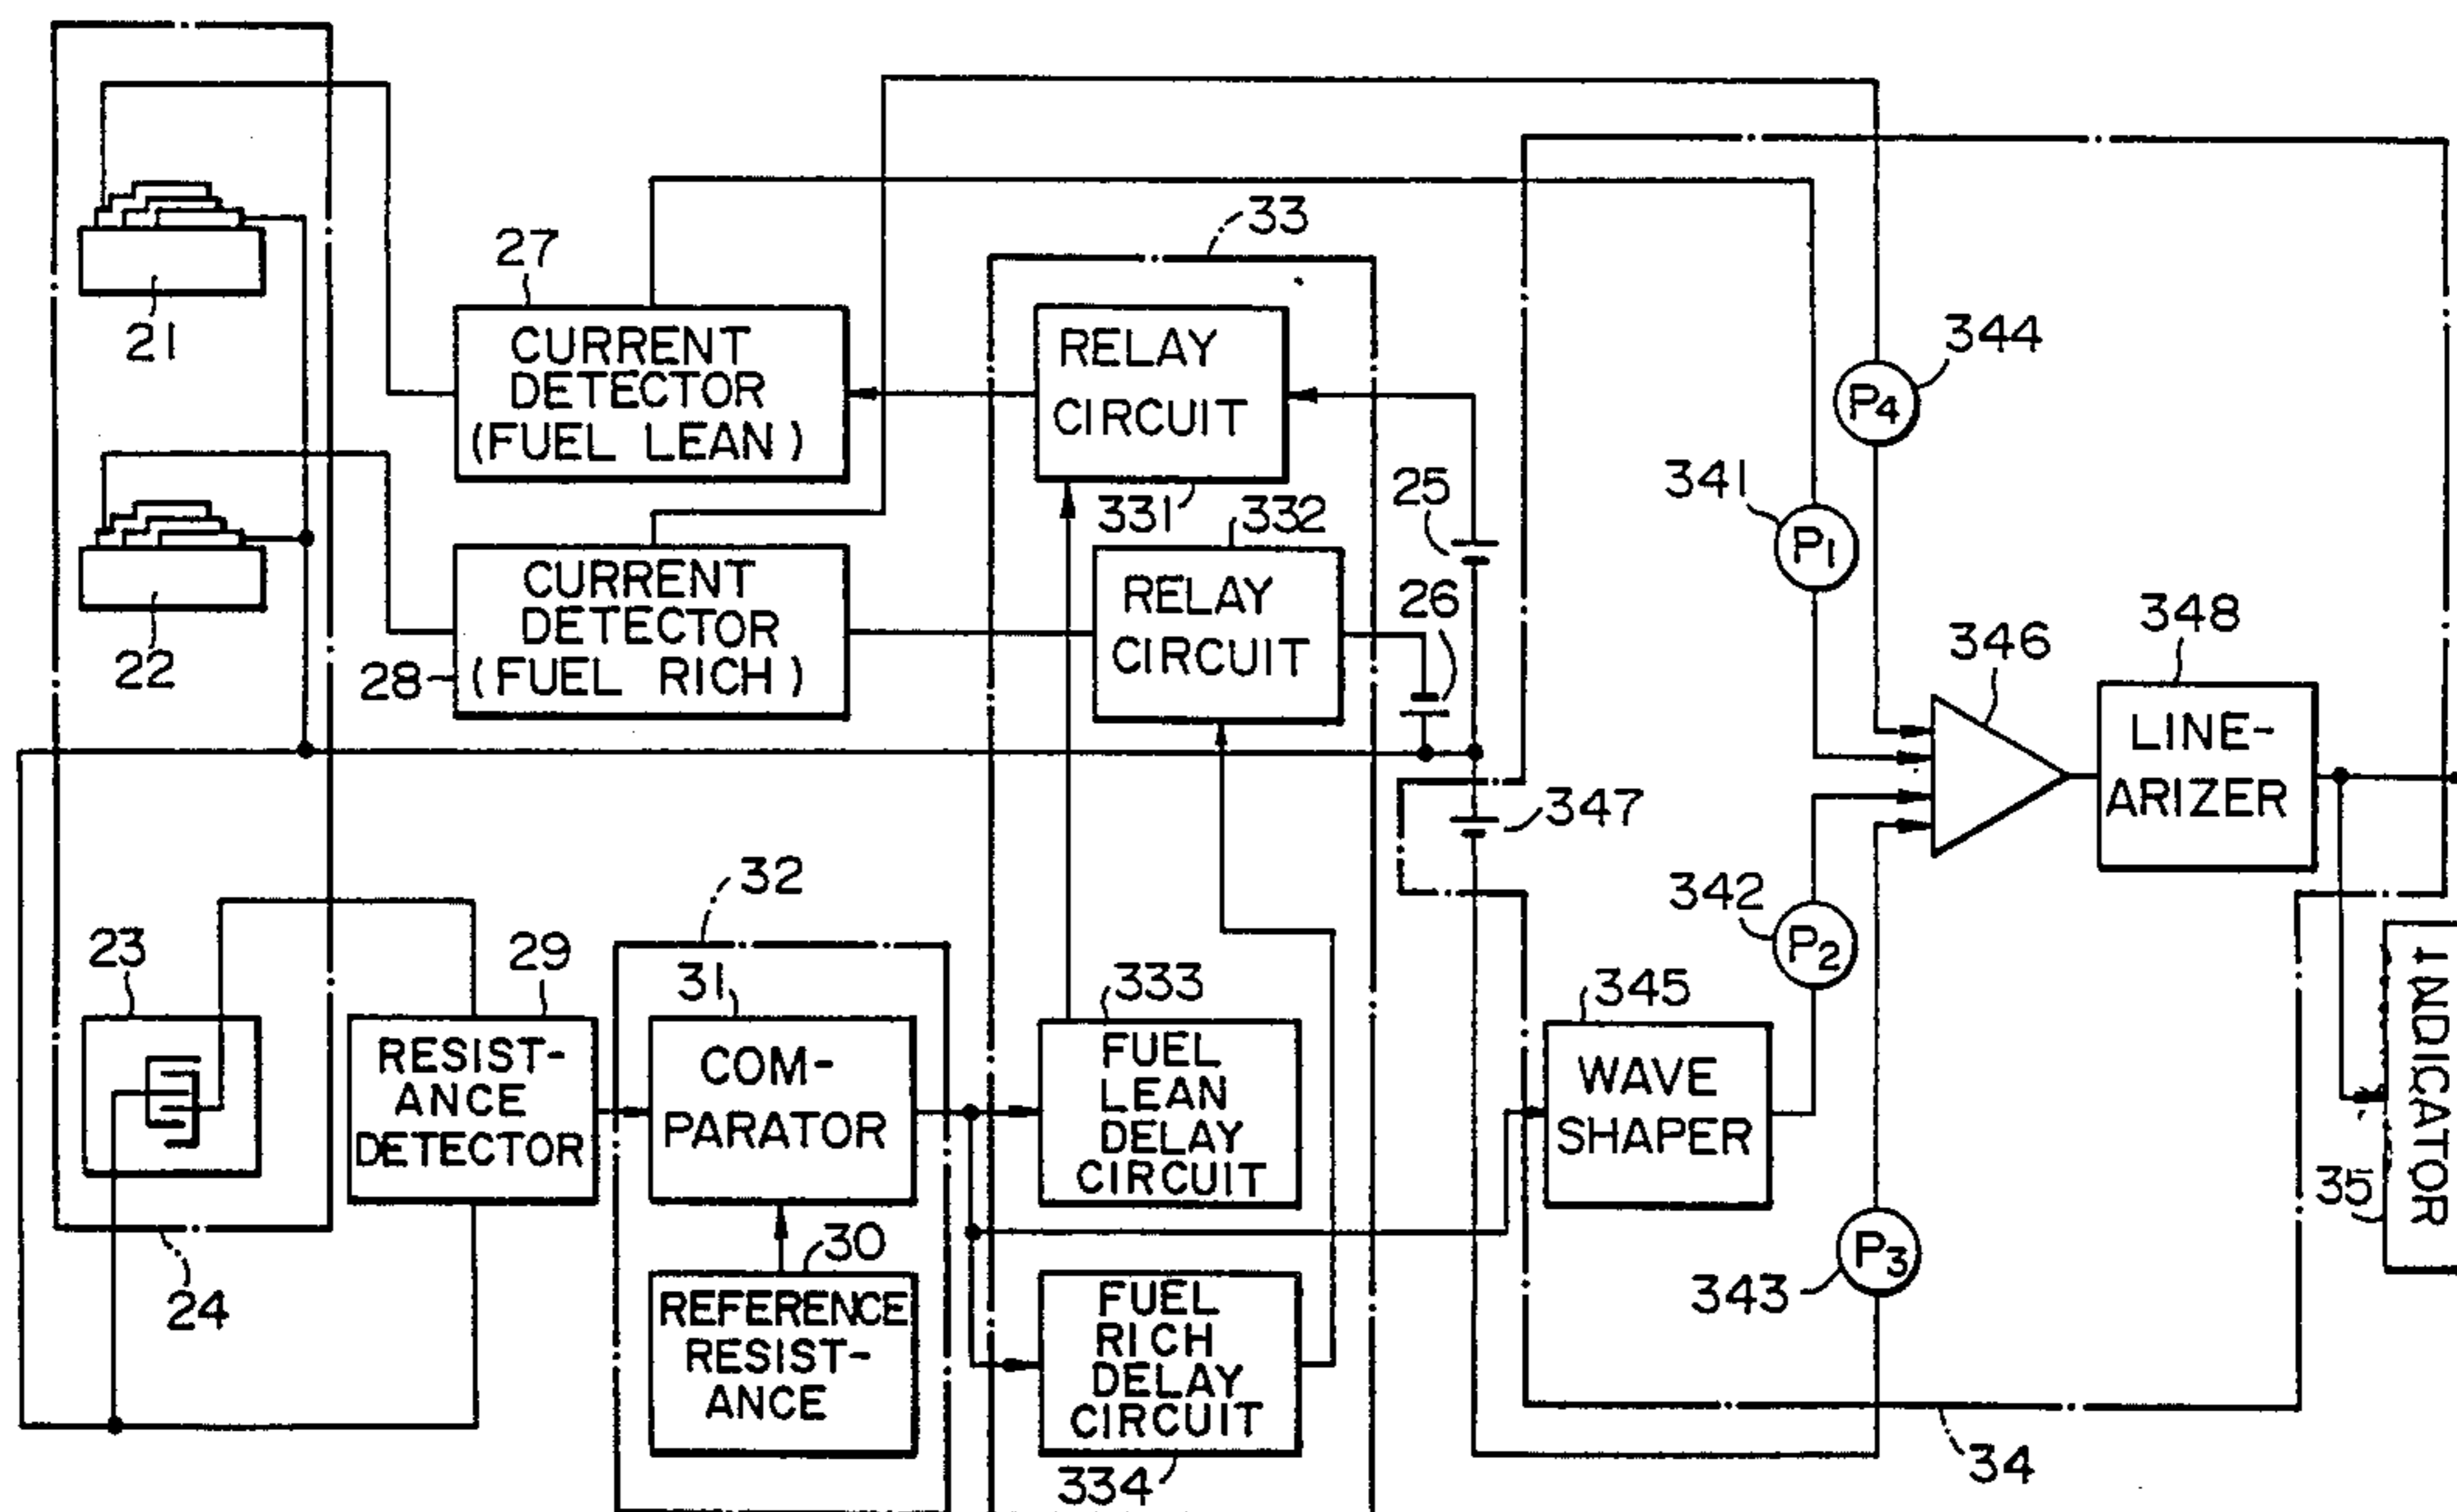 33
27
21
CURRENT
DETECTOR
(FUEL LEAN)
RELAY
CIRCUIT
344
P4
341
P1
25
331
332
22
28
CURRENT
DETECTOR
(FUEL RICH)
RELAY
CIRCUIT
26
346
348
LINE-
ARIZER
347
32
342
P2
23
29
31
333
345
RESIST-
ANCE
DETECTOR
COM-
PARATOR
FUEL
LEAN
DELAY
CIRCUIT
WAVE
SHAPER
INDICATOR
35
24
30
REFERENCE
RESIST-
ANCE
FUEL
RICH
DELAY
CIRCUIT
334
P3
343
34